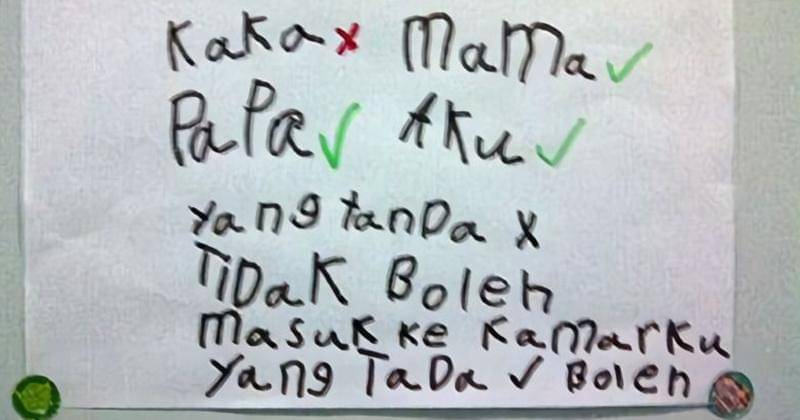 Kaka x MaMa ✓
PaPa ✓ AKu ✓
yang tanDa x
TiDaK Boleh
masuK ke KaMarKu
yang TaDa ✓ Boleh